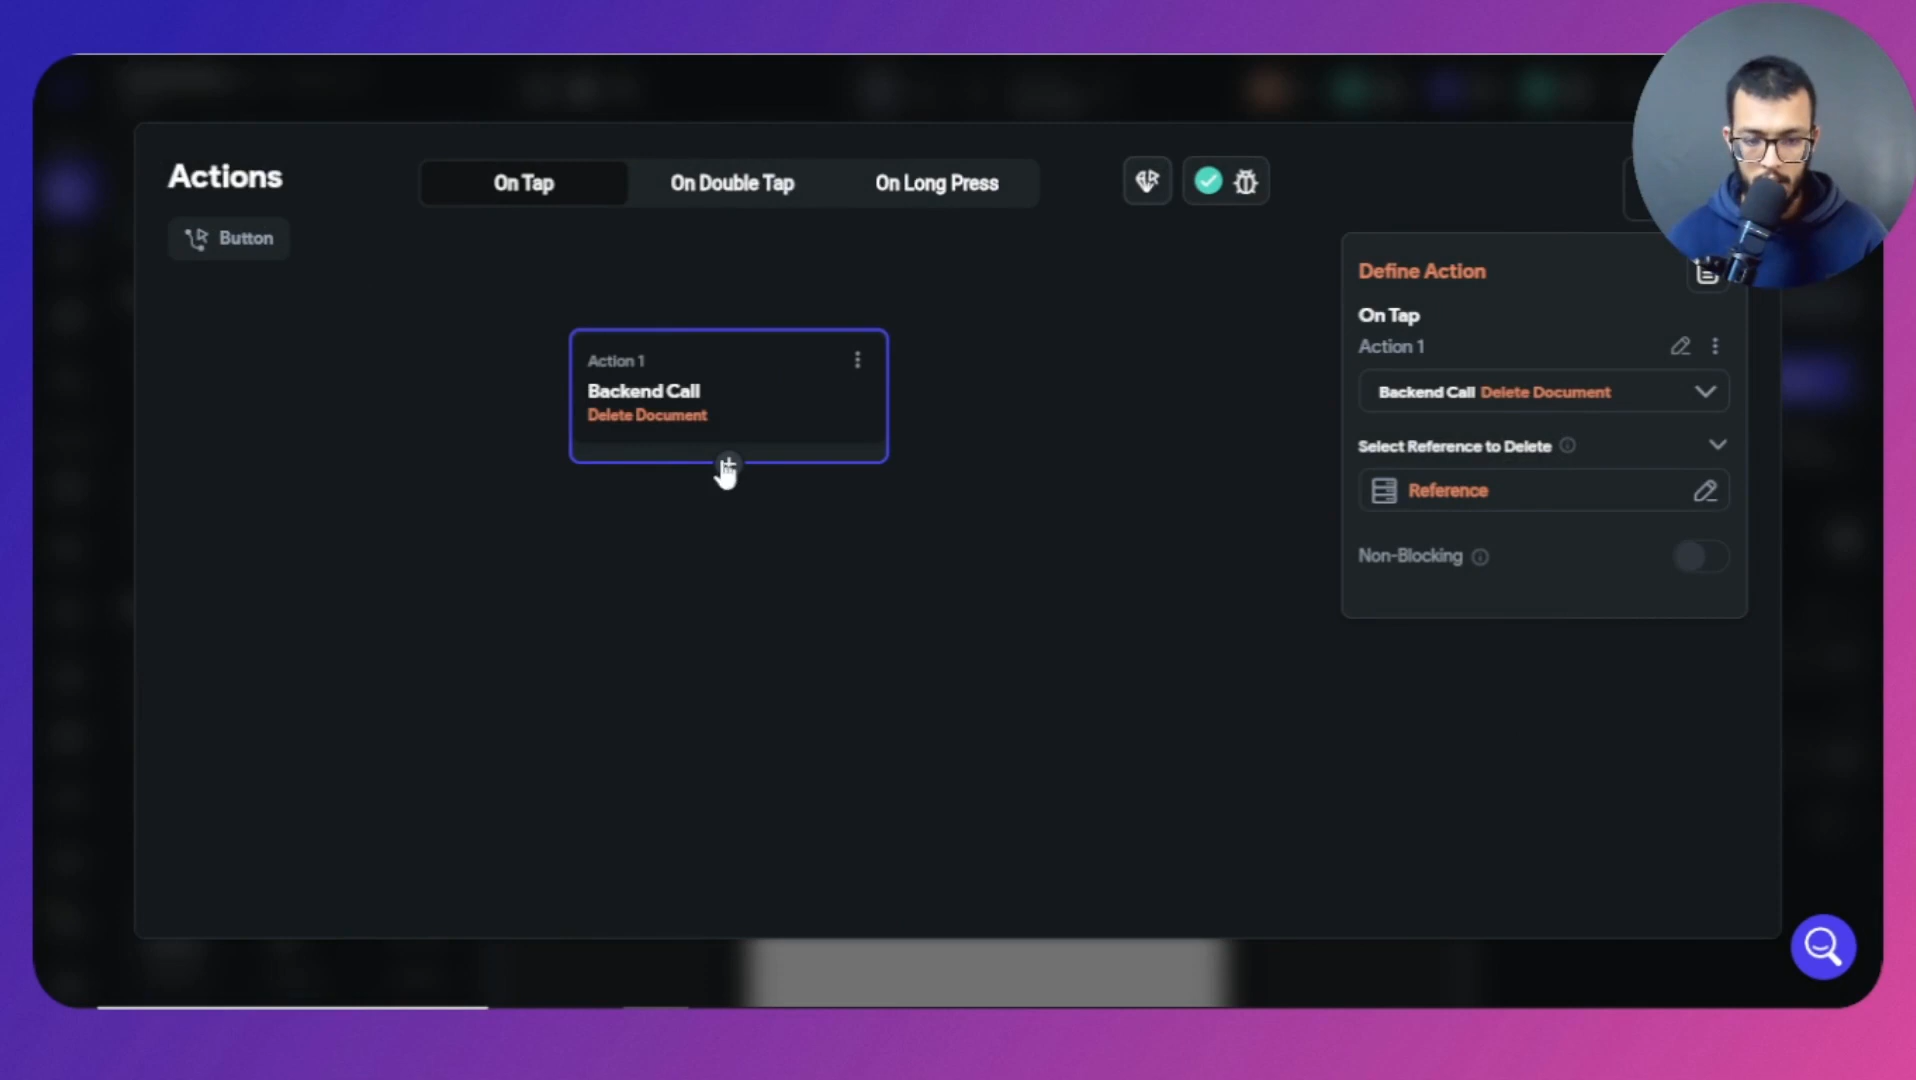 Actions
On Tap
On Double Tap
On Long Press
Button
Action 1
Backend Call
Delete Document
Define Action
On Tap
Action 1
Backend Call Delete Document
Select Reference to Delete
Reference
Non-Blocking